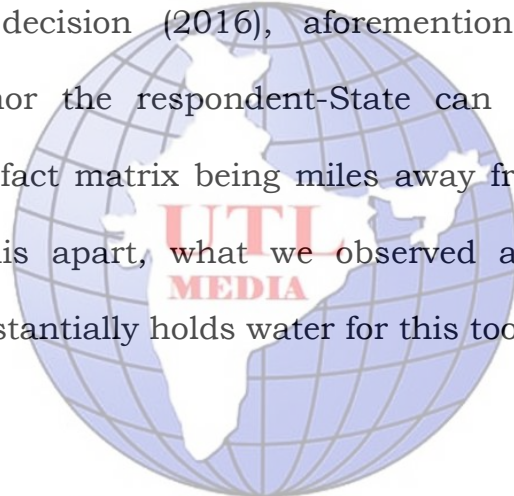 decision (2016), aforemention
nor the respondent-State can
fact matrix being miles away fr
UTL
is apart, what we observed a
MEDIA
stantially holds water for this too